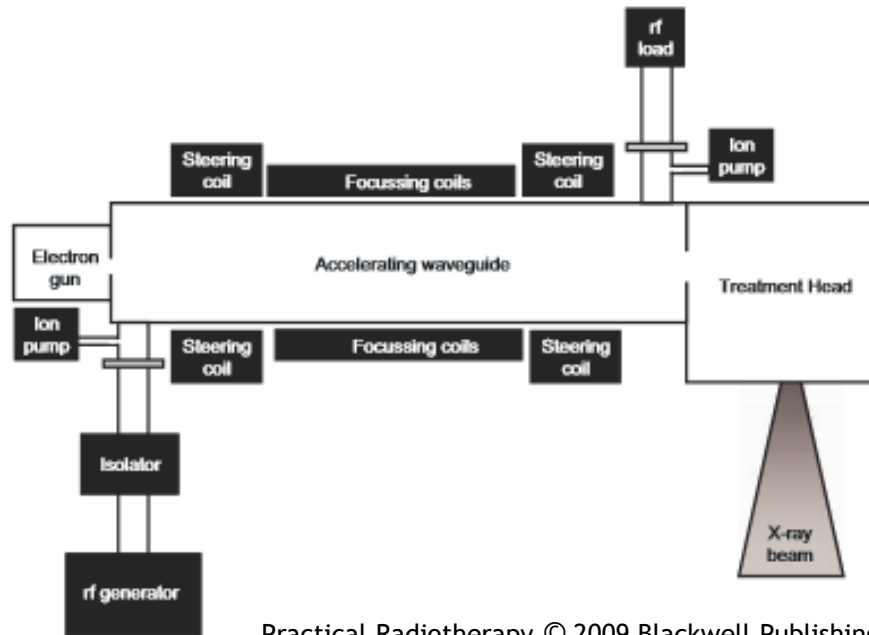 rf
load
Ion
pump
Steering
coil
Focussing coils
Steering
coil
Electron
gun
Accelerating waveguide
Treatment Head
Ion
pump
Steering
coil
Focussing coils
Steering
coil
Isolator
X-ray
beam
rf generator
Practical Radiotherapy © 2009 Blackwell Publishing